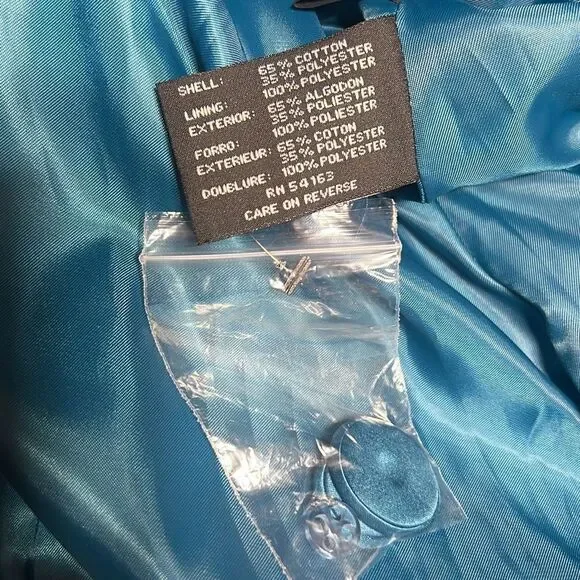 SHELL: 65% COTTON
35% POLYESTER
LINING: 100% POLYESTER
EXTERIOR: 65% ALGODON
35% POLIESTER
FORRO: 100% POLIESTER
EXTERIEUR: 65% COTON
35% POLYESTER
DOUBLURE: 100% POLYESTER
RN 54163
CARE ON REVERSE